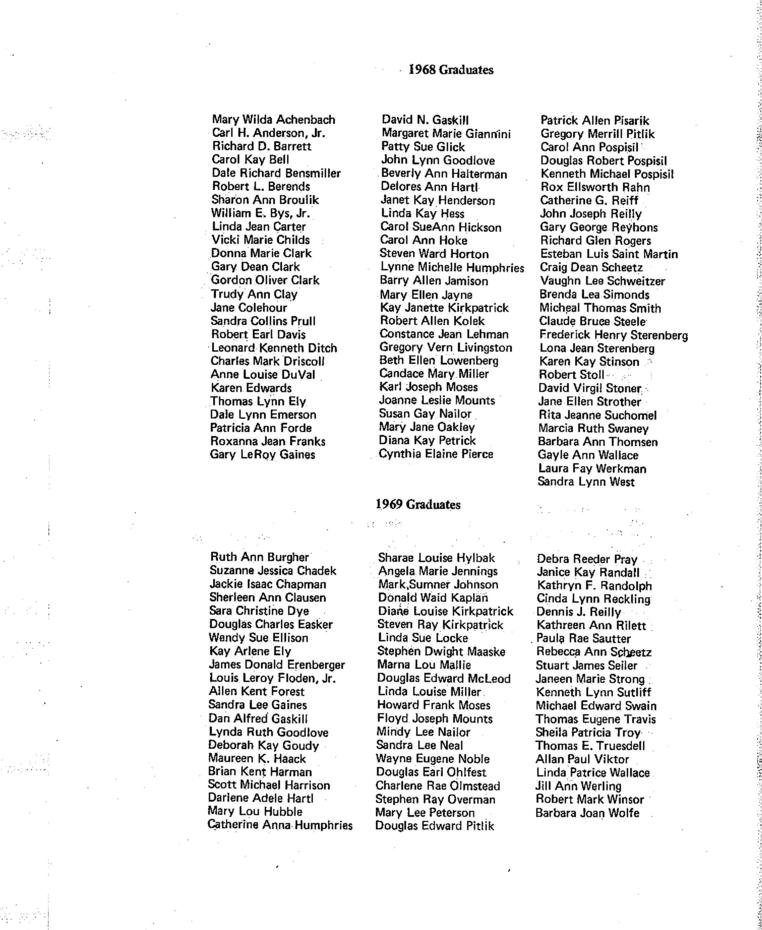 1968 Graduates
Mary Wilda Achenbach
Carl H. Anderson, Jr.
Richard D. Barrett
Carol Kay Bell
Dale Richard Bensmiller
Robert L. Berends
Sharon Ann Broulik
William E. Bys, Jr.
Linda Jean Carter
Vicki Marie Childs
Donna Marie Clark
Gary Dean Clark
Gordon Oliver Clark
Trudy Ann Clay
Jane Colehour
Sandra Collins Prull
Robert Earl Davis
Leonard Kenneth Ditch
Charles Mark Driscoll
Anne Louise DuVal
Karen Edwards
Thomas Lynn Ely
Dale Lynn Emerson
Patricia Ann Forde
Roxanna Jean Franks
Gary LeRoy Gaines
David N. Gaskill
Margaret Marie Giannini
Patty Sue Glick
John Lynn Goodlove
Beverly Ann Halterman
Delores Ann Hartl
Janet Kay Henderson
Linda Kay Hess
Carol SueAnn Hickson
Carol Ann Hoke
Steven Ward Horton
Lynne Michelle Humphries
Barry Allen Jamison
Mary Ellen Jayne
Kay Janette Kirkpatrick
Robert Allen Kolek
Constance Jean Lehman
Gregory Vern Livingston
Beth Ellen Lowenberg
Candace Mary Miller
Karl Joseph Moses
Joanne Leslie Mounts
Susan Gay Nailor
Mary Jane Oakley
Diana Kay Petrick
Cynthia Elaine Pierce
Patrick Allen Pisarik
Gregory Merrill Pitlik
Carol Ann Pospisil
Douglas Robert Pospisil
Kenneth Michael Pospisil
Rox Ellsworth Rahn
Catherine G. Reiff
John Joseph Reilly
Gary George Reyhons
Richard Glen Rogers
Esteban Luis Saint Martin
Craig Dean Scheetz
Vaughn Lee Schweitzer
Brenda Lea Simonds
Micheal Thomas Smith
Claude Bruce Steele
Frederick Henry Sterenberg
Lona Jean Sterenberg
Karen Kay Stinson
Robert Stoll
David Virgil Stoner
Jane Ellen Strother
Rita Jeanne Suchomel
Marcia Ruth Swaney
Barbara Ann Thomsen
Gayle Ann Wallace
Laura Fay Werkman
Sandra Lynn West
1969 Graduates
Ruth Ann Burgher
Suzanne Jessica Chadek
Jackie Isaac Chapman
Sherleen Ann Clausen
Sara Christine Dye
Douglas Charles Easker
Wendy Sue Ellison
Kay Arlene Ely
James Donald Erenberger
Louis Leroy Floden, Jr.
Allen Kent Forest
Sandra Lee Gaines
Dan Alfred Gaskill
Lynda Ruth Goodlove
Deborah Kay Goudy
Maureen K. Haack
Brian Kent Harman
Scott Michael Harrison
Darlene Adele Hartl
Mary Lou Hubble
Catherine Anna Humphries
Sharae Louise Hylbak
Angela Marie Jennings
Mark Sumner Johnson
Donald Waid Kaplan
Diane Louise Kirkpatrick
Steven Ray Kirkpatrick
Linda Sue Locke
Stephen Dwight Maaske
Marna Lou Mallie
Douglas Edward McLeod
Linda Louise Miller
Howard Frank Moses
Floyd Joseph Mounts
Mindy Lee Nailor
Sandra Lee Neal
Wayne Eugene Noble
Douglas Earl Ohlfest
Charlene Rae Olmstead
Stephen Ray Overman
Mary Lee Peterson
Douglas Edward Pitlik
Debra Reeder Pray
Janice Kay Randall
Kathryn F. Randolph
Cinda Lynn Reckling
Dennis J. Reilly
Kathreen Ann Rilett
Paula Rae Sautter
Rebecca Ann Scheetz
Stuart James Seiler
Janeen Marie Strong
Kenneth Lynn Sutliff
Michael Edward Swain
Thomas Eugene Travis
Sheila Patricia Troy
Thomas E. Truesdell
Allan Paul Viktor
Linda Patrice Wallace
Jill Ann Werling
Robert Mark Winsor
Barbara Joan Wolfe